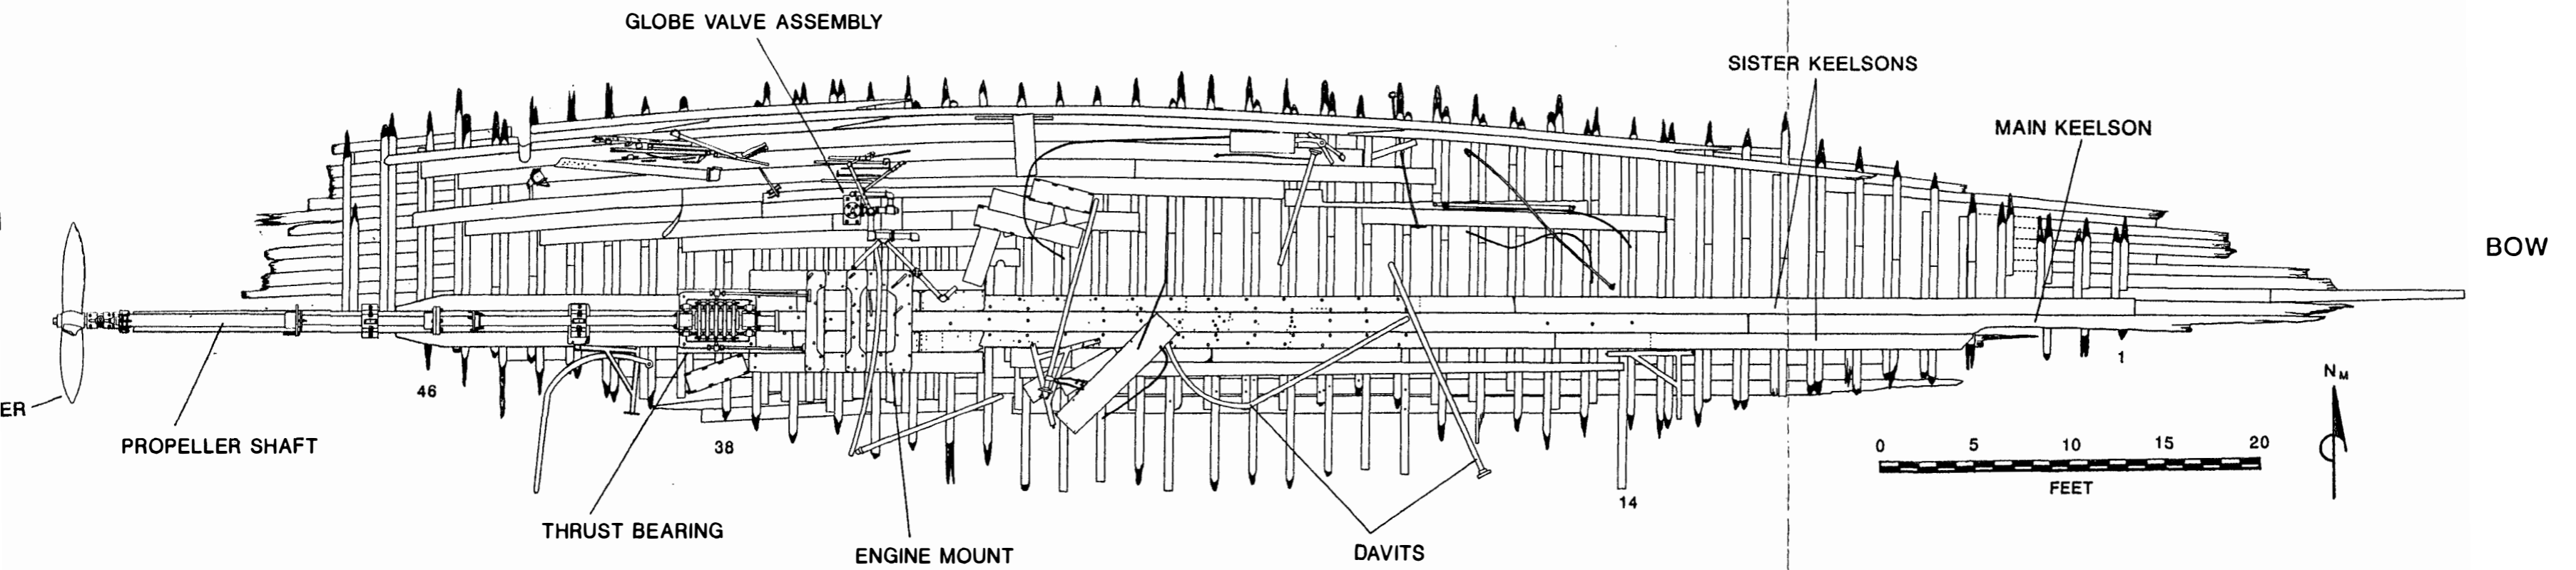 GLOBE VALVE ASSEMBLY
SISTER KEELSONS
MAIN KEELSON
BOW
ER
PROPELLER SHAFT
46
38
THRUST BEARING
ENGINE MOUNT
DAVITS
14
1
0 5 10 15 20
FEET
NM